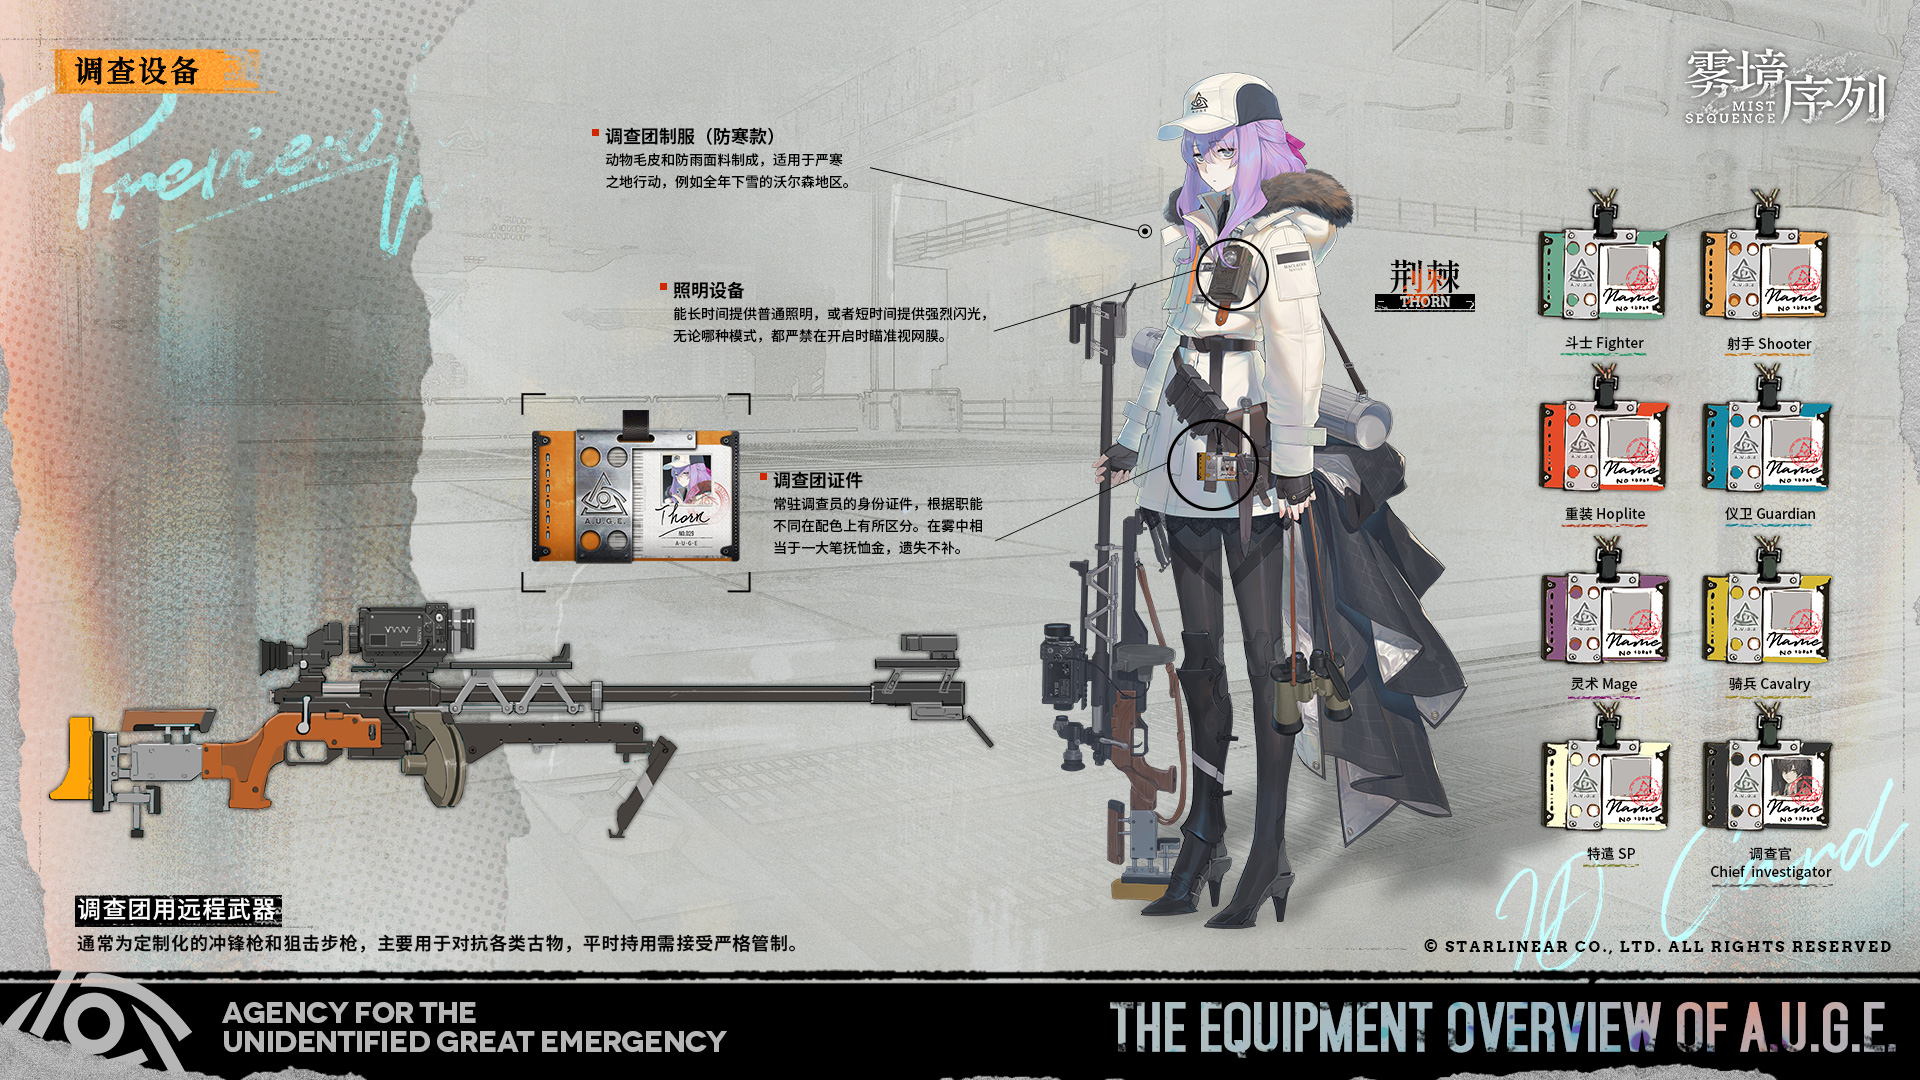 调查设备
Preview
雾境序列
MIST
SEQUENCE
调查团制服（防寒款）
动物毛皮和防雨面料制成，适用于严寒
之地行动，例如全年下雪的沃尔森地区。
照明设备
能长时间提供普通照明，或者短时间提供强烈闪光，
无论哪种模式，都严禁在开启时瞄准视网膜。
荆棘
THORN
A.U.G.E.
Thorn
NO.029
A·U·G·E
调查团证件
常驻调查员的身份证件，根据职能
不同在配色上有所区分。在雾中相
当于一大笔抚恤金，遗失不补。
Name
斗士 Fighter
Name
射手 Shooter
Name
重装 Hoplite
Name
仪卫 Guardian
Name
灵术 Mage
Name
骑兵 Cavalry
Name
特遣 SP
Name
调查官
Chief investigator
ID Card
调查团用远程武器
通常为定制化的冲锋枪和狙击步枪，主要用于对抗各类古物，平时持用需接受严格管制。
© STARLINEAR CO., LTD. ALL RIGHTS RESERVED
AGENCY FOR THE
UNIDENTIFIED GREAT EMERGENCY
THE EQUIPMENT OVERVIEW OF A.U.G.E.